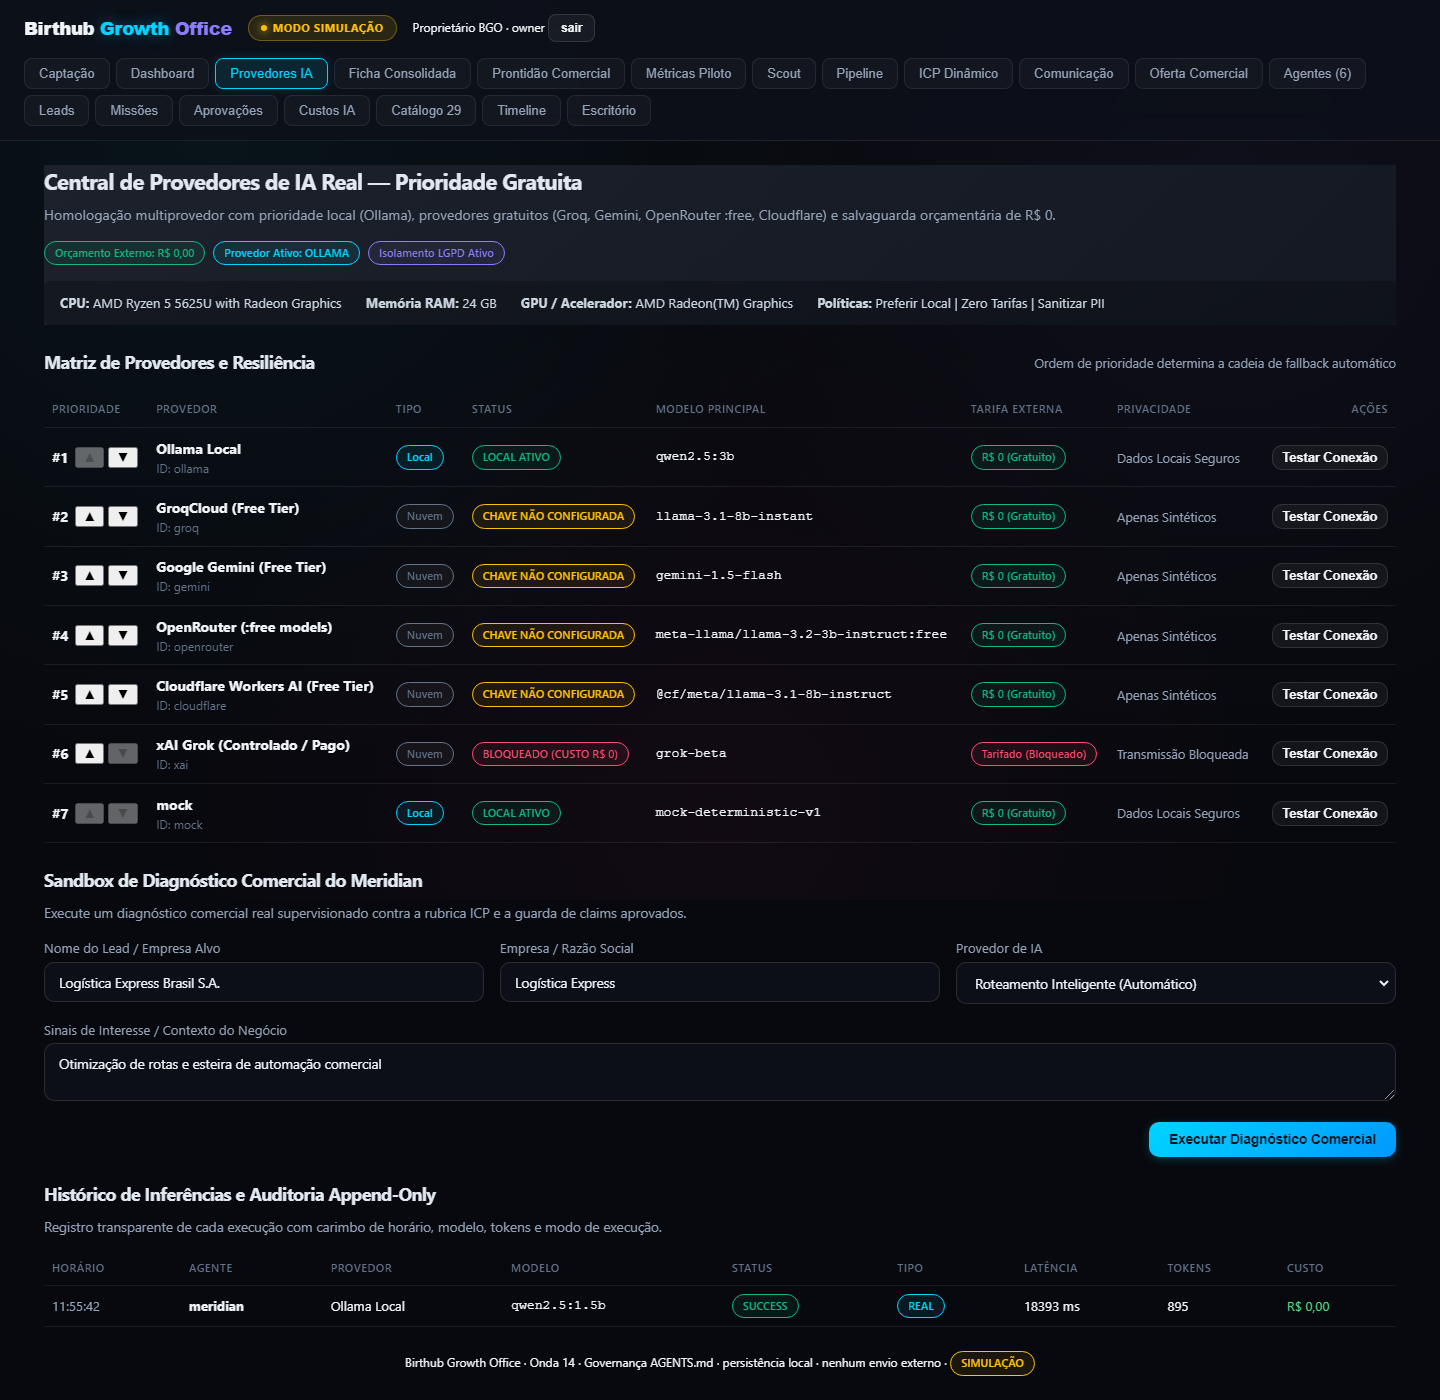 Birthub Growth Office MODO SIMULAÇÃO Proprietário BGO · owner sair
Captação Dashboard Provedores IA Ficha Consolidada Prontidão Comercial Métricas Piloto Scout Pipeline ICP Dinâmico Comunicação Oferta Comercial Agentes (6)
Leads Missões Aprovações Custos IA Catálogo 29 Timeline Escritório
Central de Provedores de IA Real — Prioridade Gratuita
Homologação multiprovedor com prioridade local (Ollama), provedores gratuitos (Groq, Gemini, OpenRouter :free, Cloudflare) e salvaguarda orçamentária de R$ 0.
Orçamento Externo: R$ 0,00 Provedor Ativo: OLLAMA Isolamento LGPD Ativo
CPU: AMD Ryzen 5 5625U with Radeon Graphics Memória RAM: 24 GB GPU / Acelerador: AMD Radeon(TM) Graphics Políticas: Preferir Local | Zero Tarifas | Sanitizar PII
Matriz de Provedores e Resiliência Ordem de prioridade determina a cadeia de fallback automático
PRIORIDADE PROVEDOR TIPO STATUS MODELO PRINCIPAL TARIFA EXTERNA PRIVACIDADE AÇÕES
#1 ▲ ▼ Ollama Local Local LOCAL ATIVO qwen2.5:3b R$ 0 (Gratuito) Dados Locais Seguros Testar Conexão
ID: ollama
#2 ▲ ▼ GroqCloud (Free Tier) Nuvem CHAVE NÃO CONFIGURADA llama-3.1-8b-instant R$ 0 (Gratuito) Apenas Sintéticos Testar Conexão
ID: groq
#3 ▲ ▼ Google Gemini (Free Tier) Nuvem CHAVE NÃO CONFIGURADA gemini-1.5-flash R$ 0 (Gratuito) Apenas Sintéticos Testar Conexão
ID: gemini
#4 ▲ ▼ OpenRouter (:free models) Nuvem CHAVE NÃO CONFIGURADA meta-llama/llama-3.2-3b-instruct:free R$ 0 (Gratuito) Apenas Sintéticos Testar Conexão
ID: openrouter
#5 ▲ ▼ Cloudflare Workers AI (Free Tier) Nuvem CHAVE NÃO CONFIGURADA @cf/meta/llama-3.1-8b-instruct R$ 0 (Gratuito) Apenas Sintéticos Testar Conexão
ID: cloudflare
#6 ▲ ▼ xAI Grok (Controlado / Pago) Nuvem BLOQUEADO (CUSTO R$ 0) grok-beta Tarifado (Bloqueado) Transmissão Bloqueada Testar Conexão
ID: xai
#7 ▲ ▼ mock Local LOCAL ATIVO mock-deterministic-v1 R$ 0 (Gratuito) Dados Locais Seguros Testar Conexão
ID: mock
Sandbox de Diagnóstico Comercial do Meridian
Execute um diagnóstico comercial real supervisionado contra a rubrica ICP e a guarda de claims aprovados.
Nome do Lead / Empresa Alvo Empresa / Razão Social Provedor de IA
Logística Express Brasil S.A. Logística Express Roteamento Inteligente (Automático)
Sinais de Interesse / Contexto do Negócio
Otimização de rotas e esteira de automação comercial
Executar Diagnóstico Comercial
Histórico de Inferências e Auditoria Append-Only
Registro transparente de cada execução com carimbo de horário, modelo, tokens e modo de execução.
HORÁRIO AGENTE PROVEDOR MODELO STATUS TIPO LATÊNCIA TOKENS CUSTO
11:55:42 meridian Ollama Local qwen2.5:1.5b SUCCESS REAL 18393 ms 895 R$ 0,00
Birthub Growth Office · Onda 14 · Governança AGENTS.md · persistência local · nenhum envio externo · SIMULAÇÃO